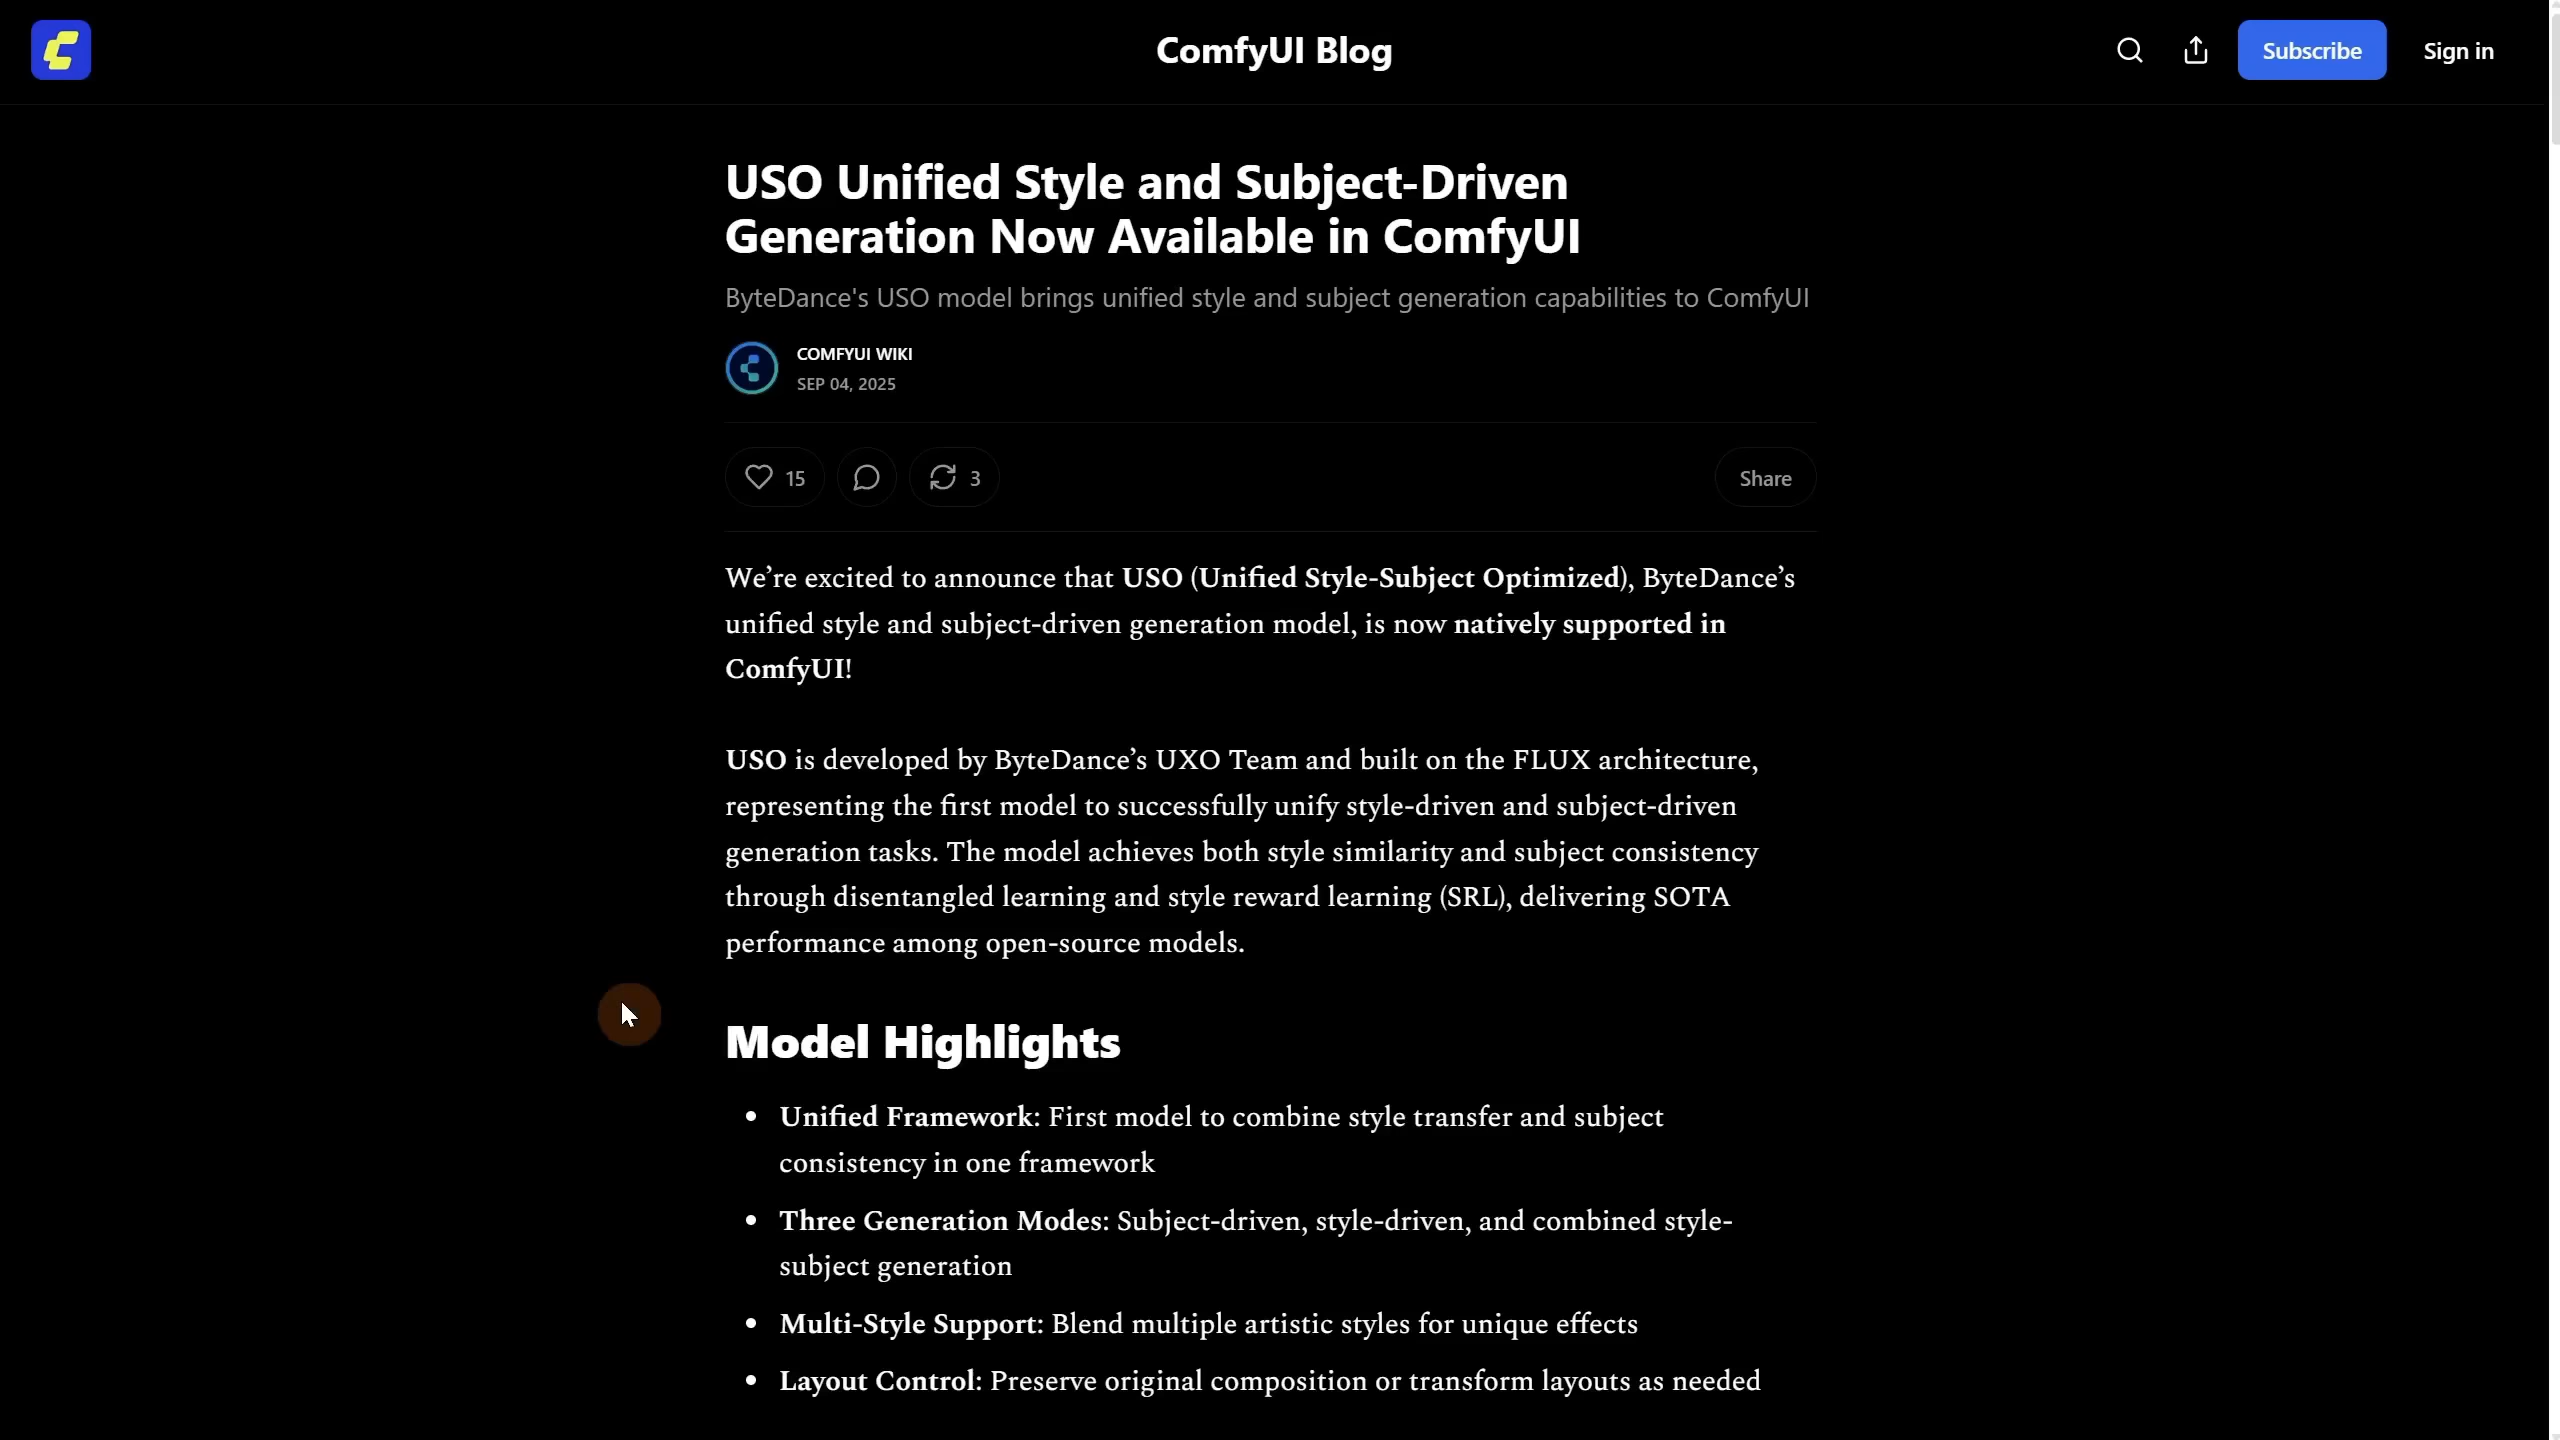 ComfyUI Blog
Subscribe
Sign in
USO Unified Style and Subject-Driven
Generation Now Available in ComfyUI
ByteDance's USO model brings unified style and subject generation capabilities to ComfyUI
COMFYUI WIKI
SEP 04, 2025
15
3
Share
We’re excited to announce that USO (Unified Style-Subject Optimized), ByteDance’s
unified style and subject-driven generation model, is now natively supported in
ComfyUI!
USO is developed by ByteDance’s UXO Team and built on the FLUX architecture,
representing the first model to successfully unify style-driven and subject-driven
generation tasks. The model achieves both style similarity and subject consistency
through disentangled learning and style reward learning (SRL), delivering SOTA
performance among open-source models.
Model Highlights
• Unified Framework: First model to combine style transfer and subject
consistency in one framework
• Three Generation Modes: Subject-driven, style-driven, and combined style-
subject generation
• Multi-Style Support: Blend multiple artistic styles for unique effects
• Layout Control: Preserve original composition or transform layouts as needed